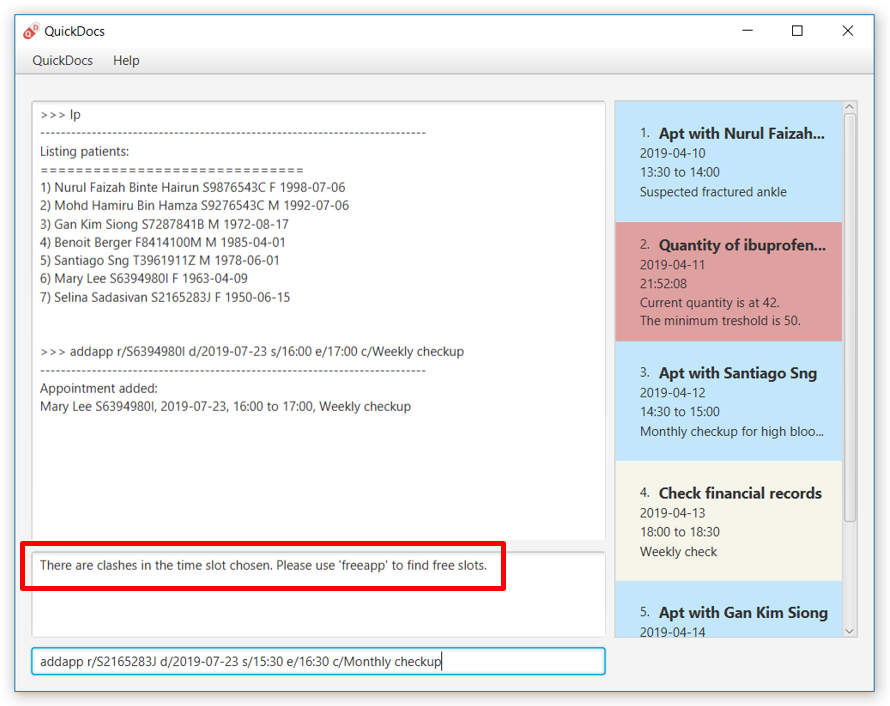 QuickDocs
QuickDocs Help
>>> lp
------------------------------------------------------------------------------
Listing patients:
==============================
1) Nurul Faizah Binte Hairun S9876543C F 1998-07-06
2) Mohd Hamiru Bin Hamza S9276543C M 1992-07-06
3) Gan Kim Siong S7287841B M 1972-08-17
4) Benoit Berger F8414100M M 1985-04-01
5) Santiago Sng T3961911Z M 1978-06-01
6) Mary Lee S6394980I F 1963-04-09
7) Selina Sadasivan S2165283J F 1950-06-15
>>> addapp r/S6394980I d/2019-07-23 s/16:00 e/17:00 c/Weekly checkup
------------------------------------------------------------------------------
Appointment added:
Mary Lee S6394980I, 2019-07-23, 16:00 to 17:00, Weekly checkup
There are clashes in the time slot chosen. Please use 'freeapp' to find free slots.
addapp r/S2165283J d/2019-07-23 s/15:30 e/16:30 c/Monthly checkup
1. Apt with Nurul Faizah...
2019-04-10
13:30 to 14:00
Suspected fractured ankle
2. Quantity of ibuprofen...
2019-04-11
21:52:08
Current quantity is at 42.
The minimum treshold is 50.
3. Apt with Santiago Sng
2019-04-12
14:30 to 15:00
Monthly checkup for high bloo...
4. Check financial records
2019-04-13
18:00 to 18:30
Weekly check
5. Apt with Gan Kim Siong
2019-04-14